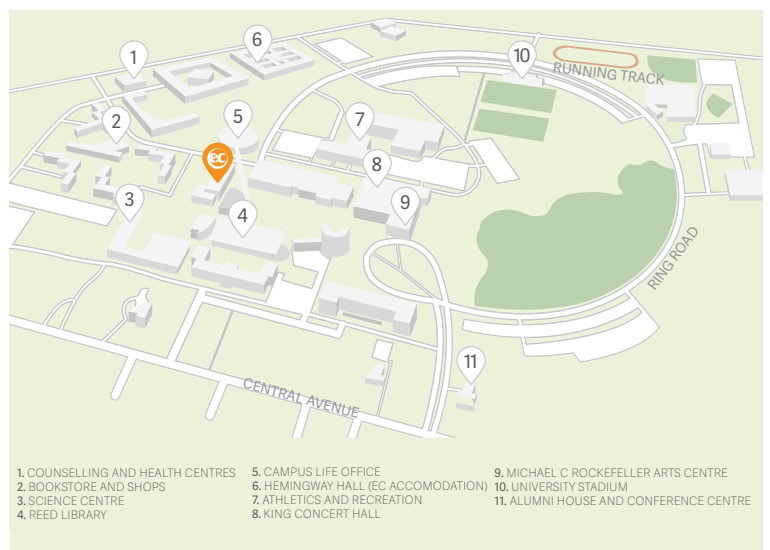 6
1
10
RUNNING TRACK
2
5
7
ec
8
3
9
4
RING ROAD
11
CENTRAL AVENUE
1. COUNSELLING AND HEALTH CENTRES
2. BOOKSTORE AND SHOPS
3. SCIENCE CENTRE
4. REED LIBRARY
5. CAMPUS LIFE OFFICE
6. HEMINGWAY HALL (EC ACCOMODATION)
7. ATHLETICS AND RECREATION
8. KING CONCERT HALL
9. MICHAEL C ROCKEFELLER ARTS CENTRE
10. UNIVERSITY STADIUM
11. ALUMNI HOUSE AND CONFERENCE CENTRE